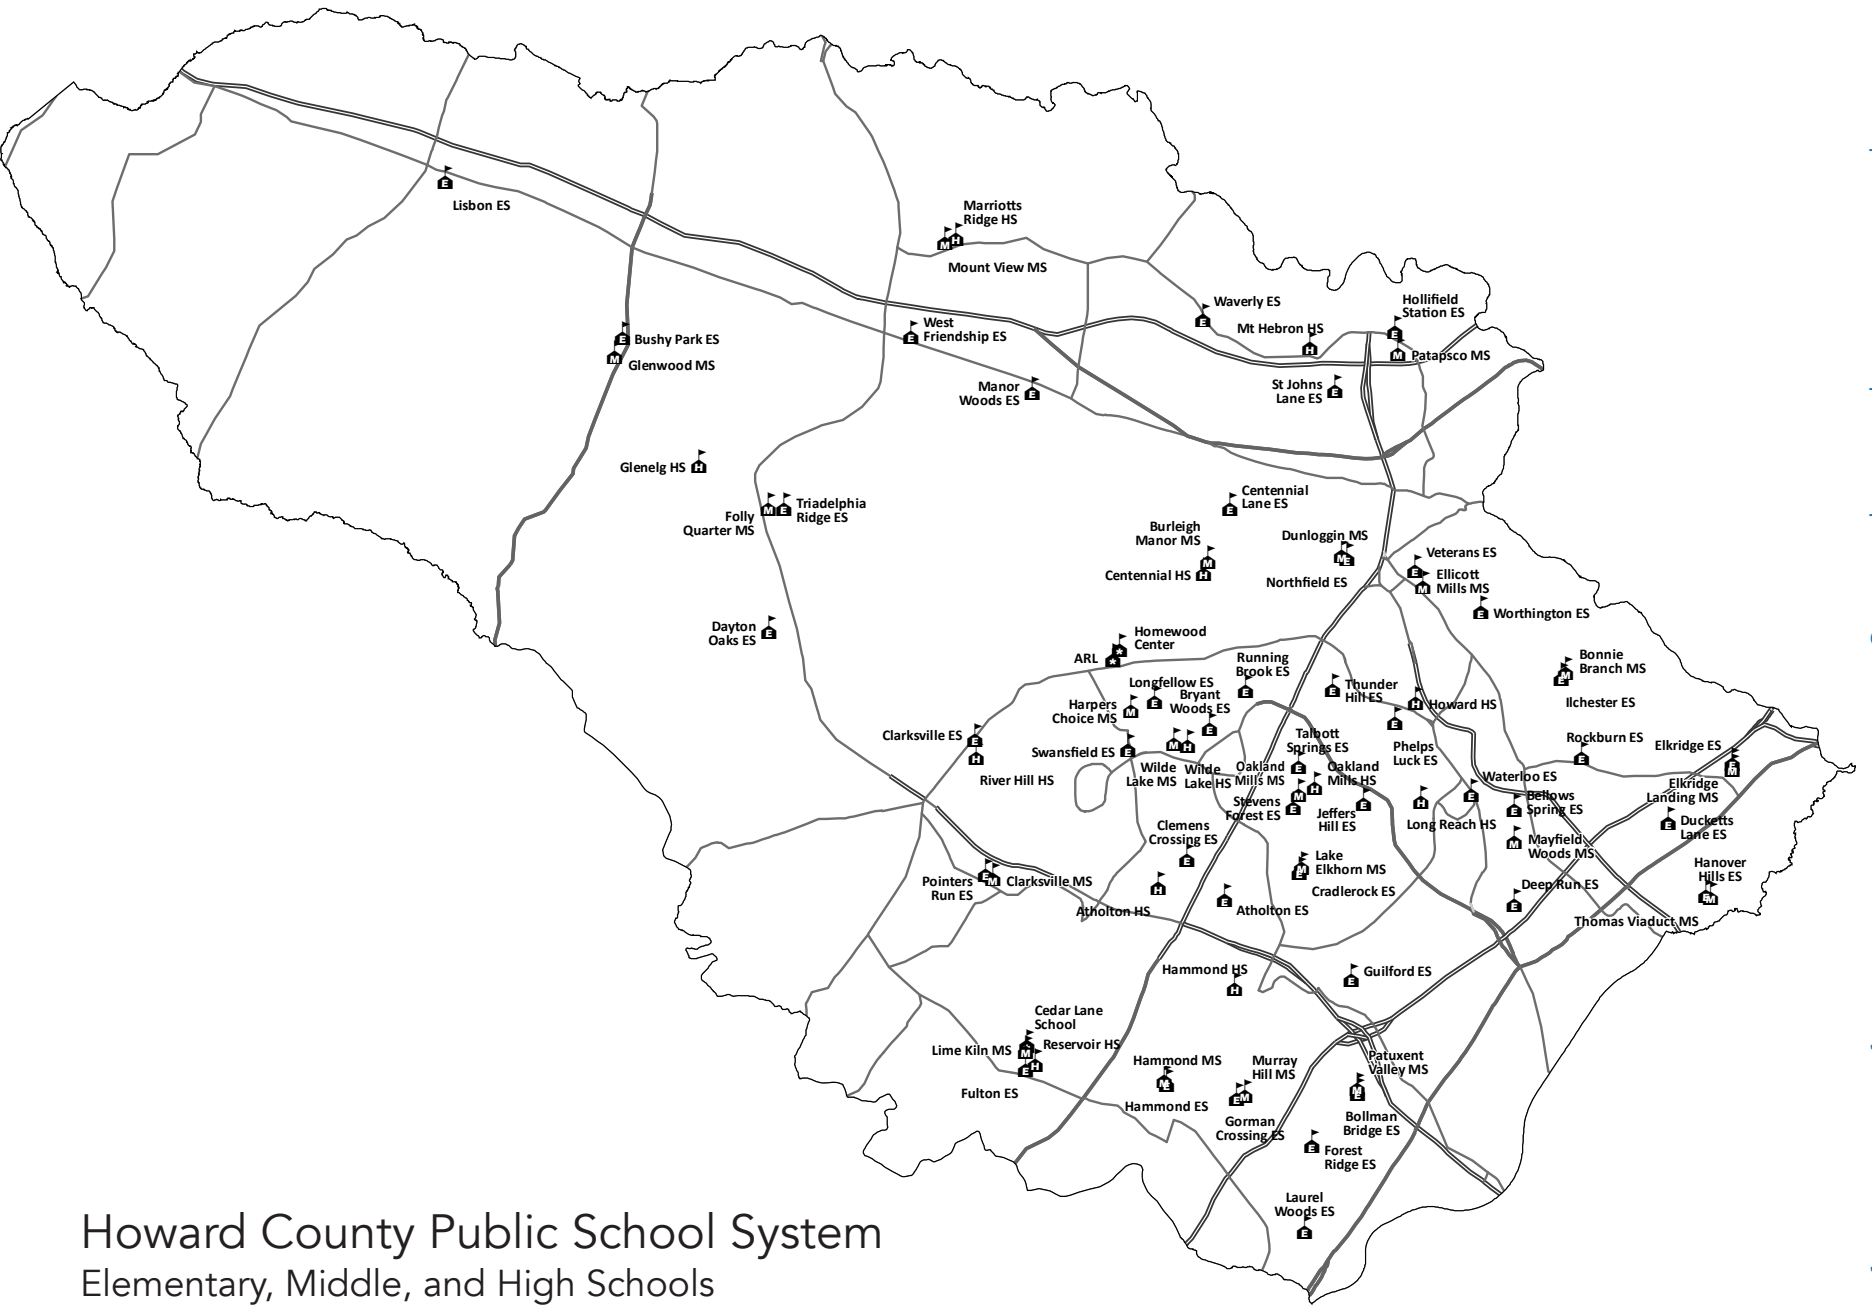 Lisbon ES
Marriotts
Ridge HS
Mount View MS
Waverly ES
Hollifield
Station ES
Mt Hebron HS
Patapsco MS
West
Friendship ES
Bushy Park ES
Glenwood MS
Manor
Woods ES
St Johns
Lane ES
Glenelg HS
Folly
Quarter MS
Triadelphia
Ridge ES
Centennial
Lane ES
Burleigh
Manor MS
Centennial HS
Dunloggin MS
Northfield ES
Veterans ES
Ellicott
Mills MS
Worthington ES
Dayton
Oaks ES
Homewood
Center
ARL
Bonnie
Branch MS
Ilchester ES
Running
Brook ES
Longfellow ES
Bryant
Woods ES
Harpers
Choice MS
Thunder
Hill ES
Howard HS
Clarksville ES
River Hill HS
Swansfield ES
Wilde
Lake MS
Wilde
Lake HS
Talbott
Springs ES
Oakland
Mills MS
Oakland
Mills HS
Stevens
Forest ES
Jeffers
Hill ES
Phelps
Luck ES
Rockburn ES
Elkridge ES
Elkridge
Landing MS
Waterloo ES
Bellows
Spring ES
Long Reach HS
Mayfield
Woods MS
Ducketts
Lane ES
Hanover
Hills ES
Thomas Viaduct MS
Deep Run ES
Clemens
Crossing ES
Lake
Elkhorn MS
Cradlerock ES
Pointers
Run ES
Clarksville MS
Atholton HS
Atholton ES
Hammond HS
Guilford ES
Cedar Lane
School
Lime Kiln MS
Reservoir HS
Fulton ES
Hammond MS
Hammond ES
Murray
Hill MS
Gorman
Crossing ES
Patuxent
Valley MS
Bollman
Bridge ES
Forest
Ridge ES
Laurel
Woods ES
Howard County Public School System
Elementary, Middle, and High Schools